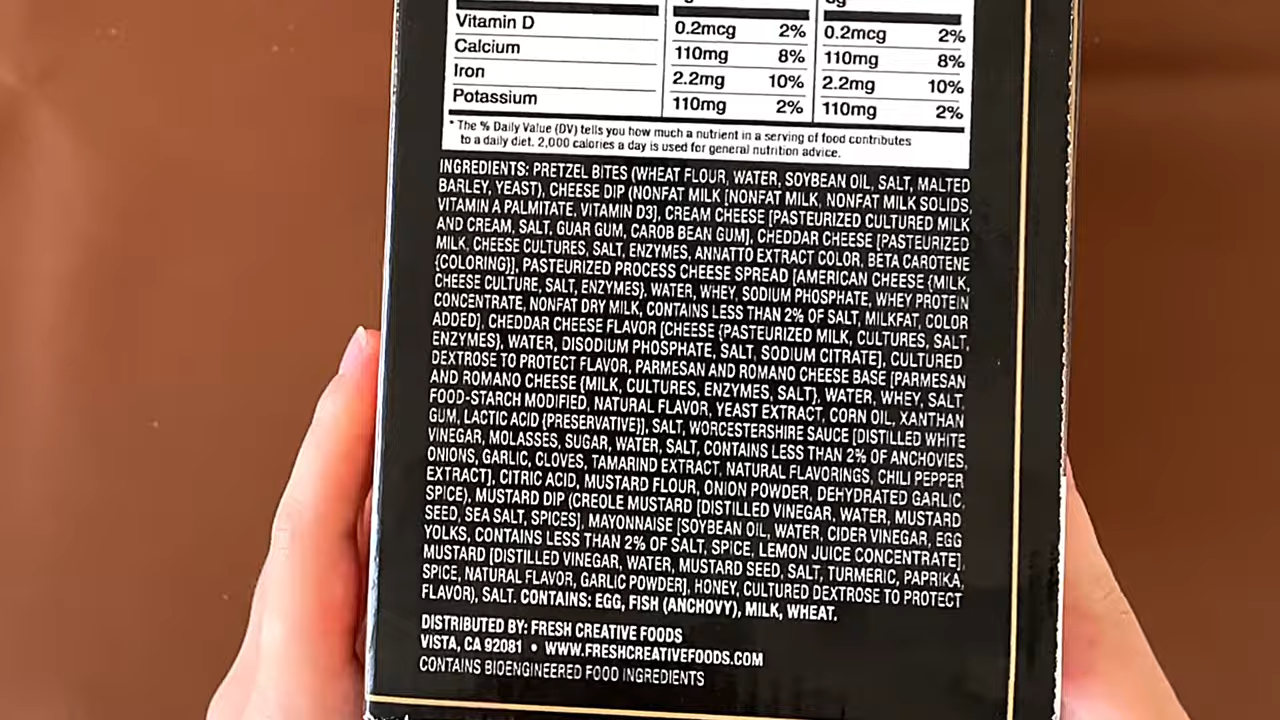 Vitamin D 0.2mcg 2% 0.2mcg 2%
Calcium 110mg 8% 110mg 8%
Iron 2.2mg 10% 2.2mg 10%
Potassium 110mg 2% 110mg 2%
* The % Daily Value (DV) tells you how much a nutrient in a serving of food contributes
to a daily diet. 2,000 calories a day is used for general nutrition advice.
INGREDIENTS: PRETZEL BITES (WHEAT FLOUR, WATER, SOYBEAN OIL, SALT, MALTED
BARLEY, YEAST), CHEESE DIP (NONFAT MILK [NONFAT MILK, NONFAT MILK SOLIDS,
VITAMIN A PALMITATE, VITAMIN D3], CREAM CHEESE [PASTEURIZED CULTURED MILK
AND CREAM, SALT, GUAR GUM, CAROB BEAN GUM], CHEDDAR CHEESE [PASTEURIZED
MILK, CHEESE CULTURES, SALT, ENZYMES, ANNATTO EXTRACT COLOR, BETA CAROTENE
{COLORING}], PASTEURIZED PROCESS CHEESE SPREAD [AMERICAN CHEESE {MILK,
CHEESE CULTURE, SALT, ENZYMES}, WATER, WHEY, SODIUM PHOSPHATE, WHEY PROTEIN
CONCENTRATE, NONFAT DRY MILK, CONTAINS LESS THAN 2% OF SALT, MILKFAT, COLOR
ADDED], CHEDDAR CHEESE FLAVOR [CHEESE {PASTEURIZED MILK, CULTURES, SALT,
ENZYMES}, WATER, DISODIUM PHOSPHATE, SALT, SODIUM CITRATE], CULTURED
DEXTROSE TO PROTECT FLAVOR, PARMESAN AND ROMANO CHEESE BASE [PARMESAN
AND ROMANO CHEESE {MILK, CULTURES, ENZYMES, SALT}, WATER, WHEY, SALT,
FOOD-STARCH MODIFIED, NATURAL FLAVOR, YEAST EXTRACT, CORN OIL, XANTHAN
GUM, LACTIC ACID {PRESERVATIVE}], SALT, WORCESTERSHIRE SAUCE [DISTILLED WHITE
VINEGAR, MOLASSES, SUGAR, WATER, SALT, CONTAINS LESS THAN 2% OF ANCHOVIES,
ONIONS, GARLIC, CLOVES, TAMARIND EXTRACT, NATURAL FLAVORINGS, CHILI PEPPER
EXTRACT], CITRIC ACID, MUSTARD FLOUR, ONION POWDER, DEHYDRATED GARLIC,
SPICE), MUSTARD DIP (CREOLE MUSTARD [DISTILLED VINEGAR, WATER, MUSTARD
SEED, SEA SALT, SPICES], MAYONNAISE [SOYBEAN OIL, WATER, CIDER VINEGAR, EGG
YOLKS, CONTAINS LESS THAN 2% OF SALT, SPICE, LEMON JUICE CONCENTRATE],
MUSTARD [DISTILLED VINEGAR, WATER, MUSTARD SEED, SALT, TURMERIC, PAPRIKA,
SPICE, NATURAL FLAVOR, GARLIC POWDER], HONEY, CULTURED DEXTROSE TO PROTECT
FLAVOR), SALT. CONTAINS: EGG, FISH (ANCHOVY), MILK, WHEAT.
DISTRIBUTED BY: FRESH CREATIVE FOODS
VISTA, CA 92081 • WWW.FRESHCREATIVEFOODS.COM
CONTAINS BIOENGINEERED FOOD INGREDIENTS